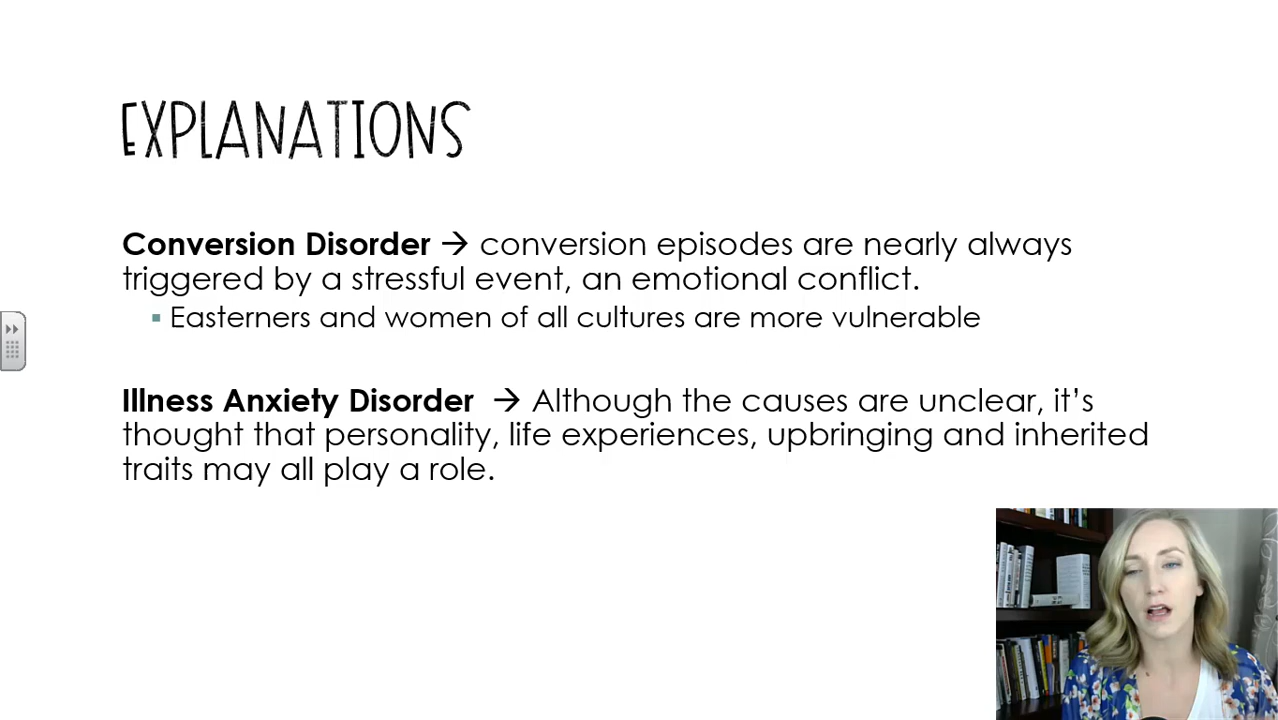 EXPLANATIONS
Conversion Disorder → conversion episodes are nearly always
triggered by a stressful event, an emotional conflict.
▪ Easterners and women of all cultures are more vulnerable
Illness Anxiety Disorder → Although the causes are unclear, it's
thought that personality, life experiences, upbringing and inherited
traits may all play a role.